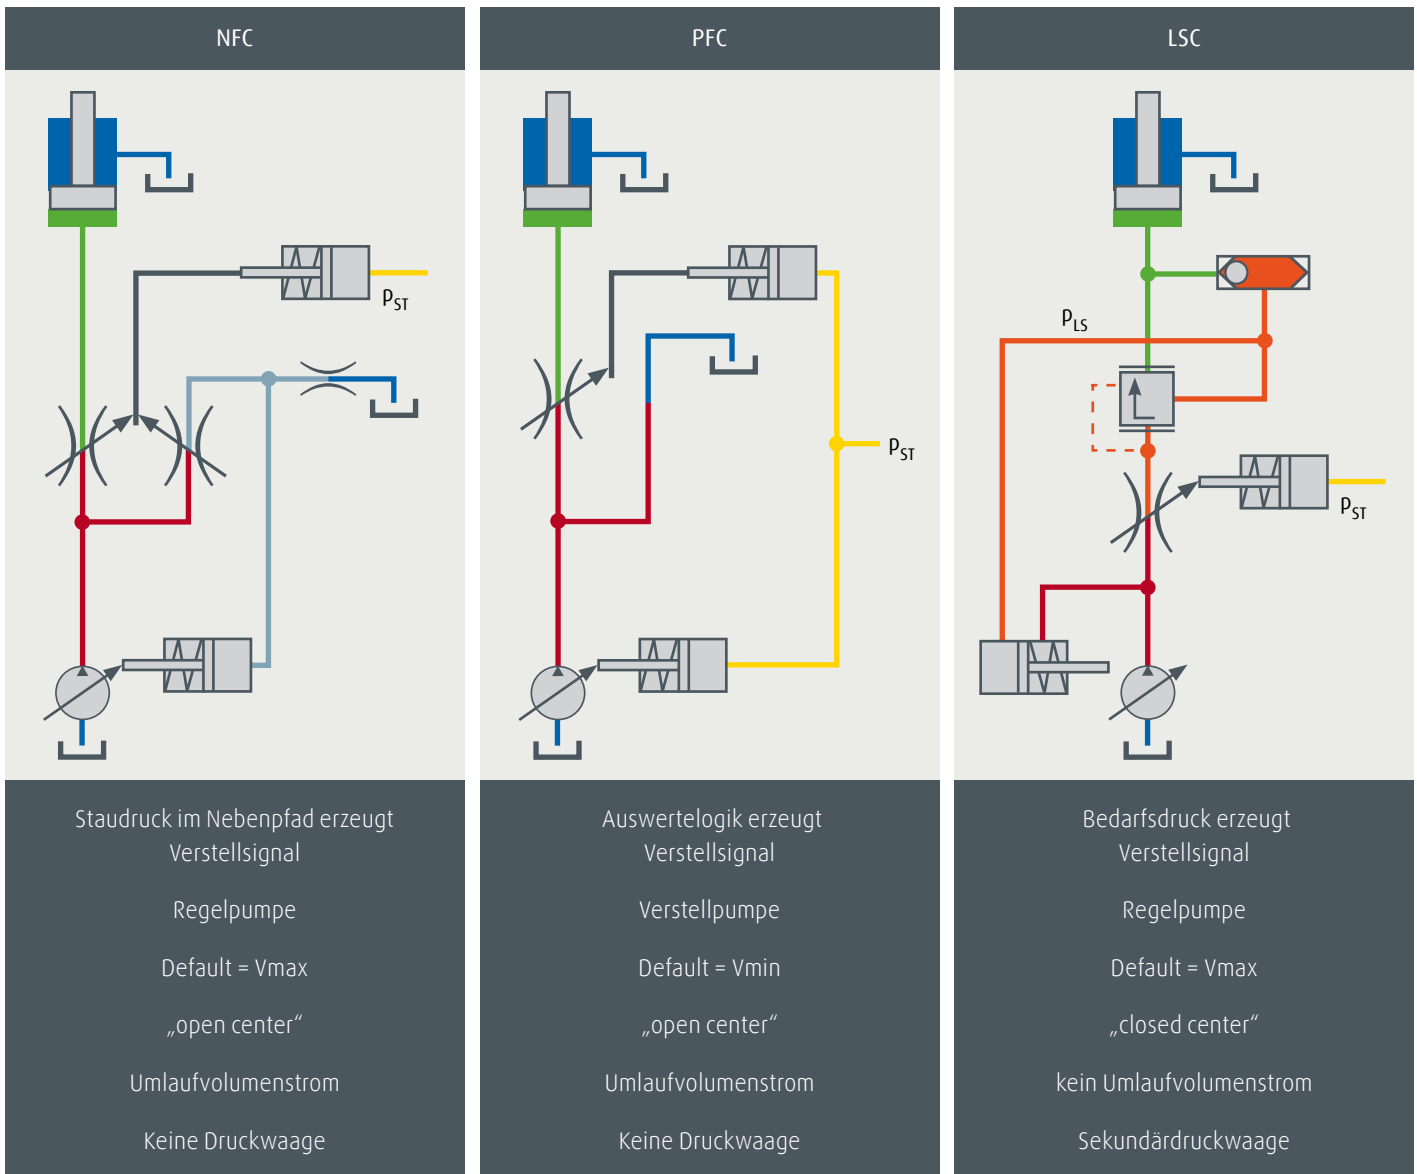 NFC
PFC
LSC
pST
pST
pLS
pST
Staudruck im Nebenpfad erzeugt
Verstellsignal
Regelpumpe
Default = Vmax
„open center“
Umlaufvolumenstrom
Keine Druckwaage
Auswertelogik erzeugt
Verstellsignal
Verstellpumpe
Default = Vmin
„open center“
Umlaufvolumenstrom
Keine Druckwaage
Bedarfsdruck erzeugt
Verstellsignal
Regelpumpe
Default = Vmax
„closed center“
kein Umlaufvolumenstrom
Sekundärdruckwaage